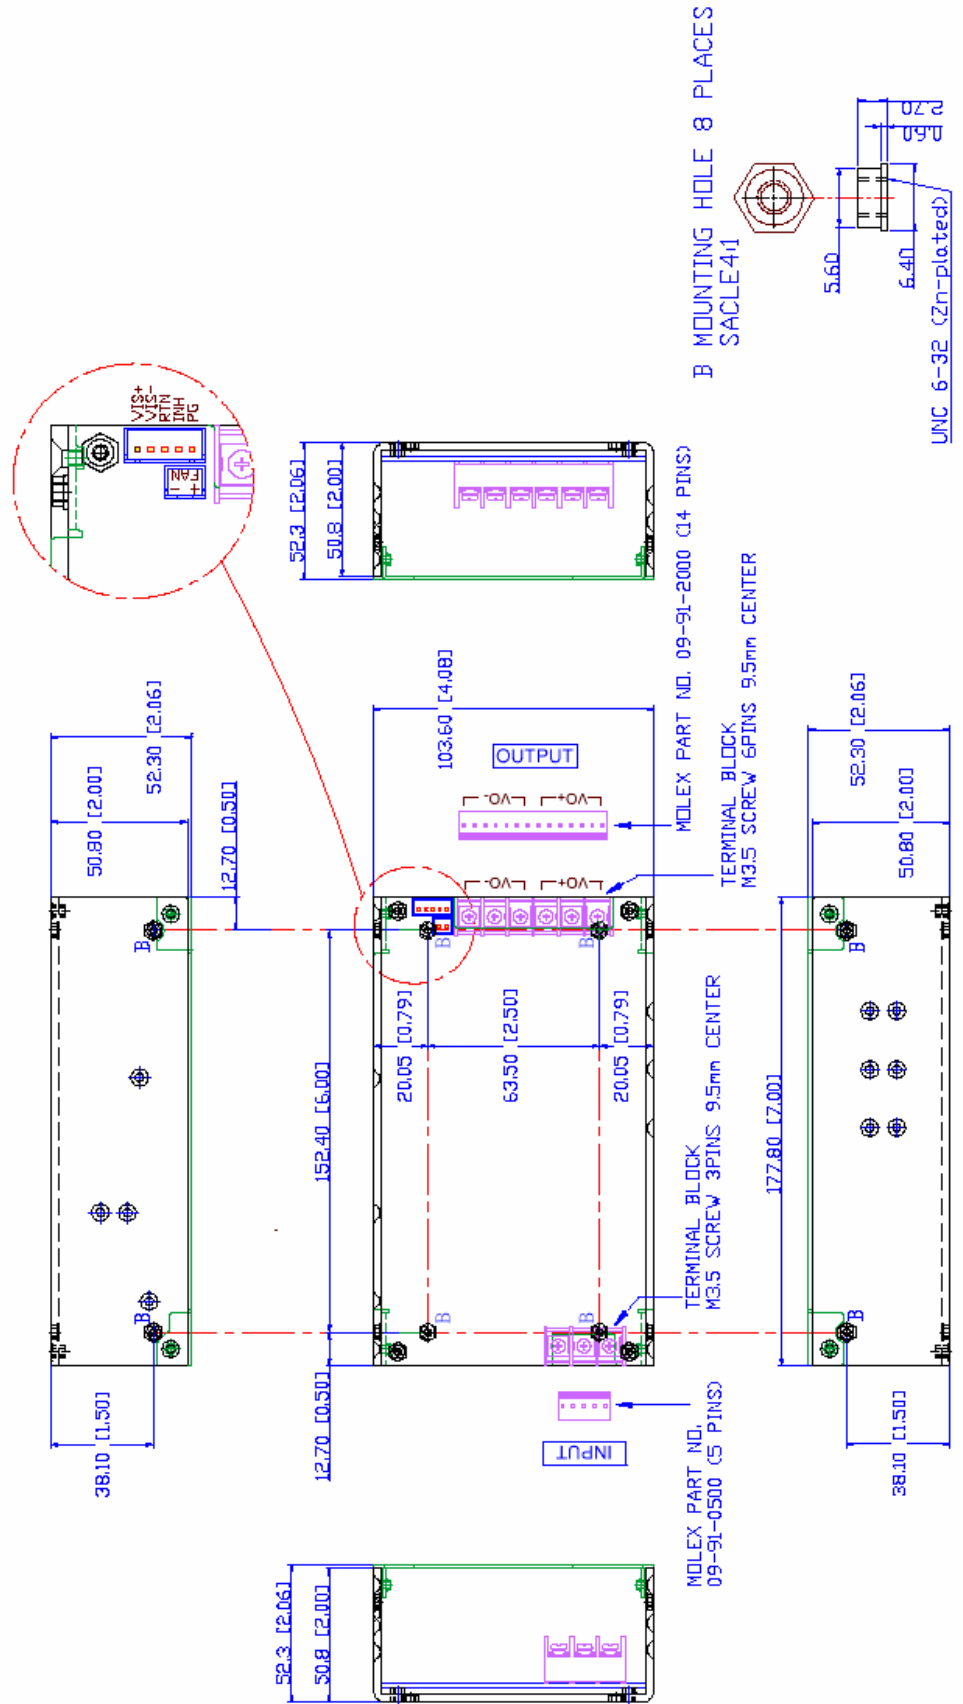 B MOUNTING HOLE 8 PLACES
SACLE4:1
5.60
6.40
0.60
2.70
UNC 6-32 (Zn-plated)
VIS+
VIS-
RTN
INH
PG
+ -
FAN
52.3 [2.06]
50.8 [2.00]
MOLEX PART NO. 09-91-2000 (14 PINS)
TERMINAL BLOCK
M3.5 SCREW 6PINS 9.5mm CENTER
103.60 [4.08]
OUTPUT
VO-
VO+
VO-
VO+
50.80 [2.00]
52.30 [2.06]
12.70 [0.50]
B
B
38.10 [1.50]
152.40 [6.00]
12.70 [0.50]
20.05 [0.79]
63.50 [2.50]
20.05 [0.79]
B
B
B
B
TERMINAL BLOCK
M3.5 SCREW 3PINS 9.5mm CENTER
177.80 [7.00]
52.30 [2.06]
50.80 [2.00]
B
B
38.10 [1.50]
INPUT
MOLEX PART NO.
09-91-0500 (5 PINS)
52.3 [2.06]
50.8 [2.00]